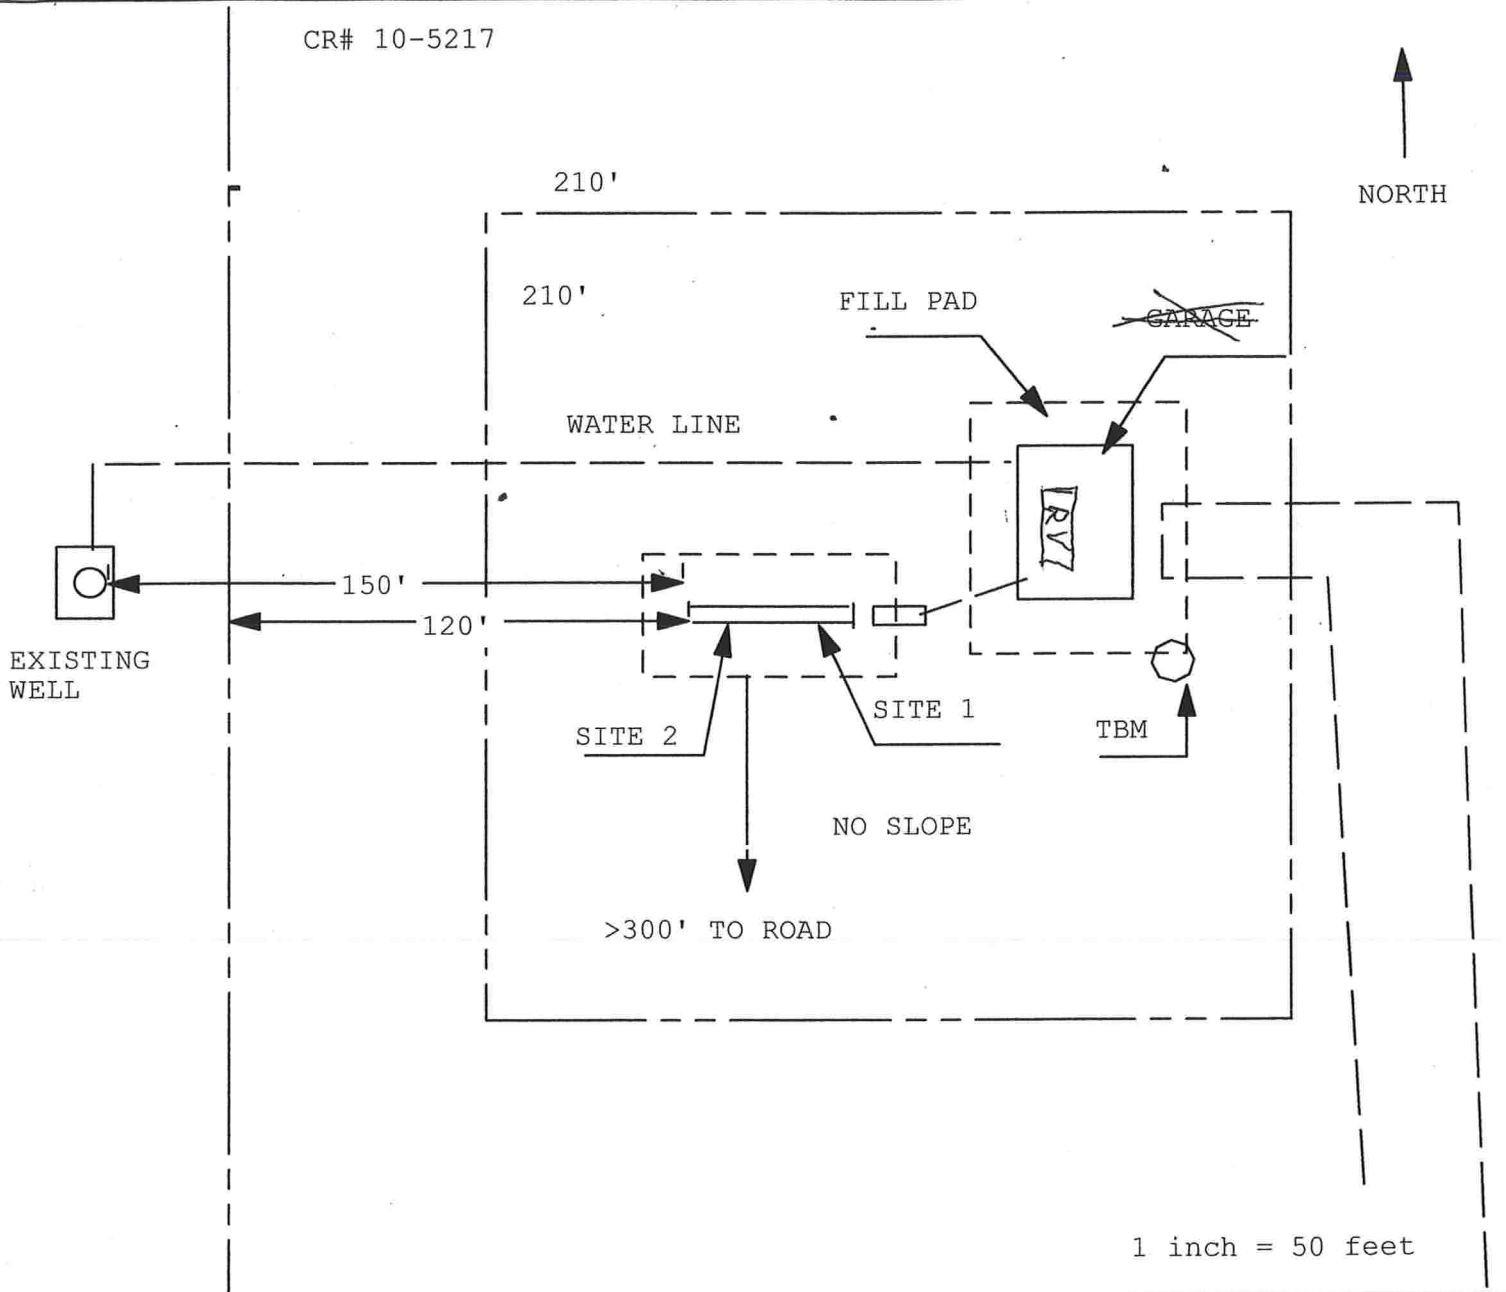 CR# 10-5217
NORTH
210'
210'
FILL PAD
GARAGE
WATER LINE
RV
150'
120'
EXISTING
WELL
SITE 1
SITE 2
TBM
NO SLOPE
>300' TO ROAD
1 inch = 50 feet